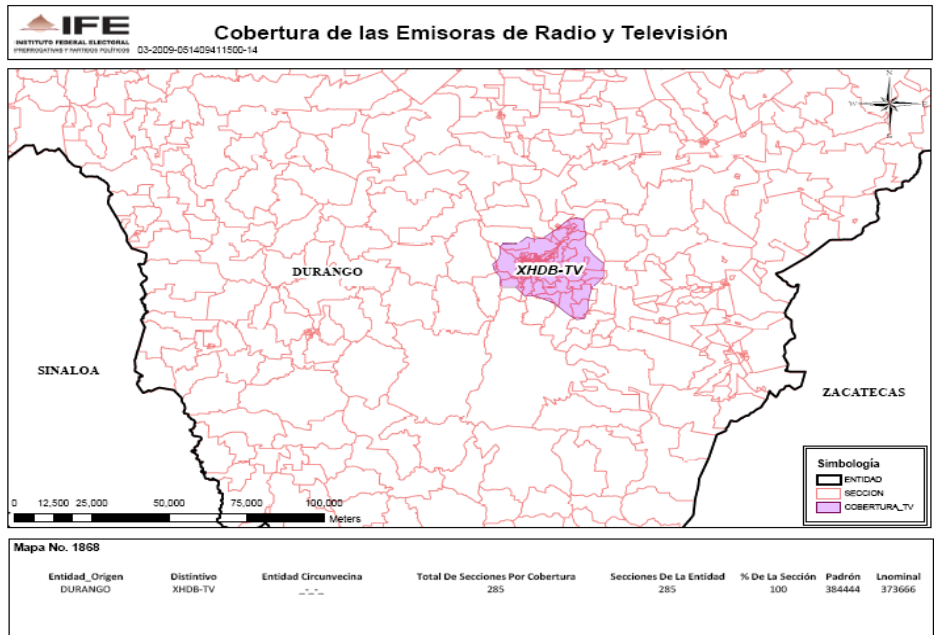 IFE
INSTITUTO FEDERAL ELECTORAL
PRERROGATIVAS Y PARTIDOS POLÍTICOS
03-2009-051409411500-14
Cobertura de las Emisoras de Radio y Televisión
N
W
E
S
DURANGO
XHDB-TV
SINALOA
ZACATECAS
Simbología
ENTIDAD
SECCION
COBERTURA_TV
0 12,500 25,000 50,000 75,000 100,000
Meters
Mapa No. 1868
Entidad_Origen Distintivo Entidad Circunvecina Total De Secciones Por Cobertura Secciones De La Entidad % De La Sección Padrón Lnominal
DURANGO XHDB-TV _-_-_ 285 285 100 384444 373666